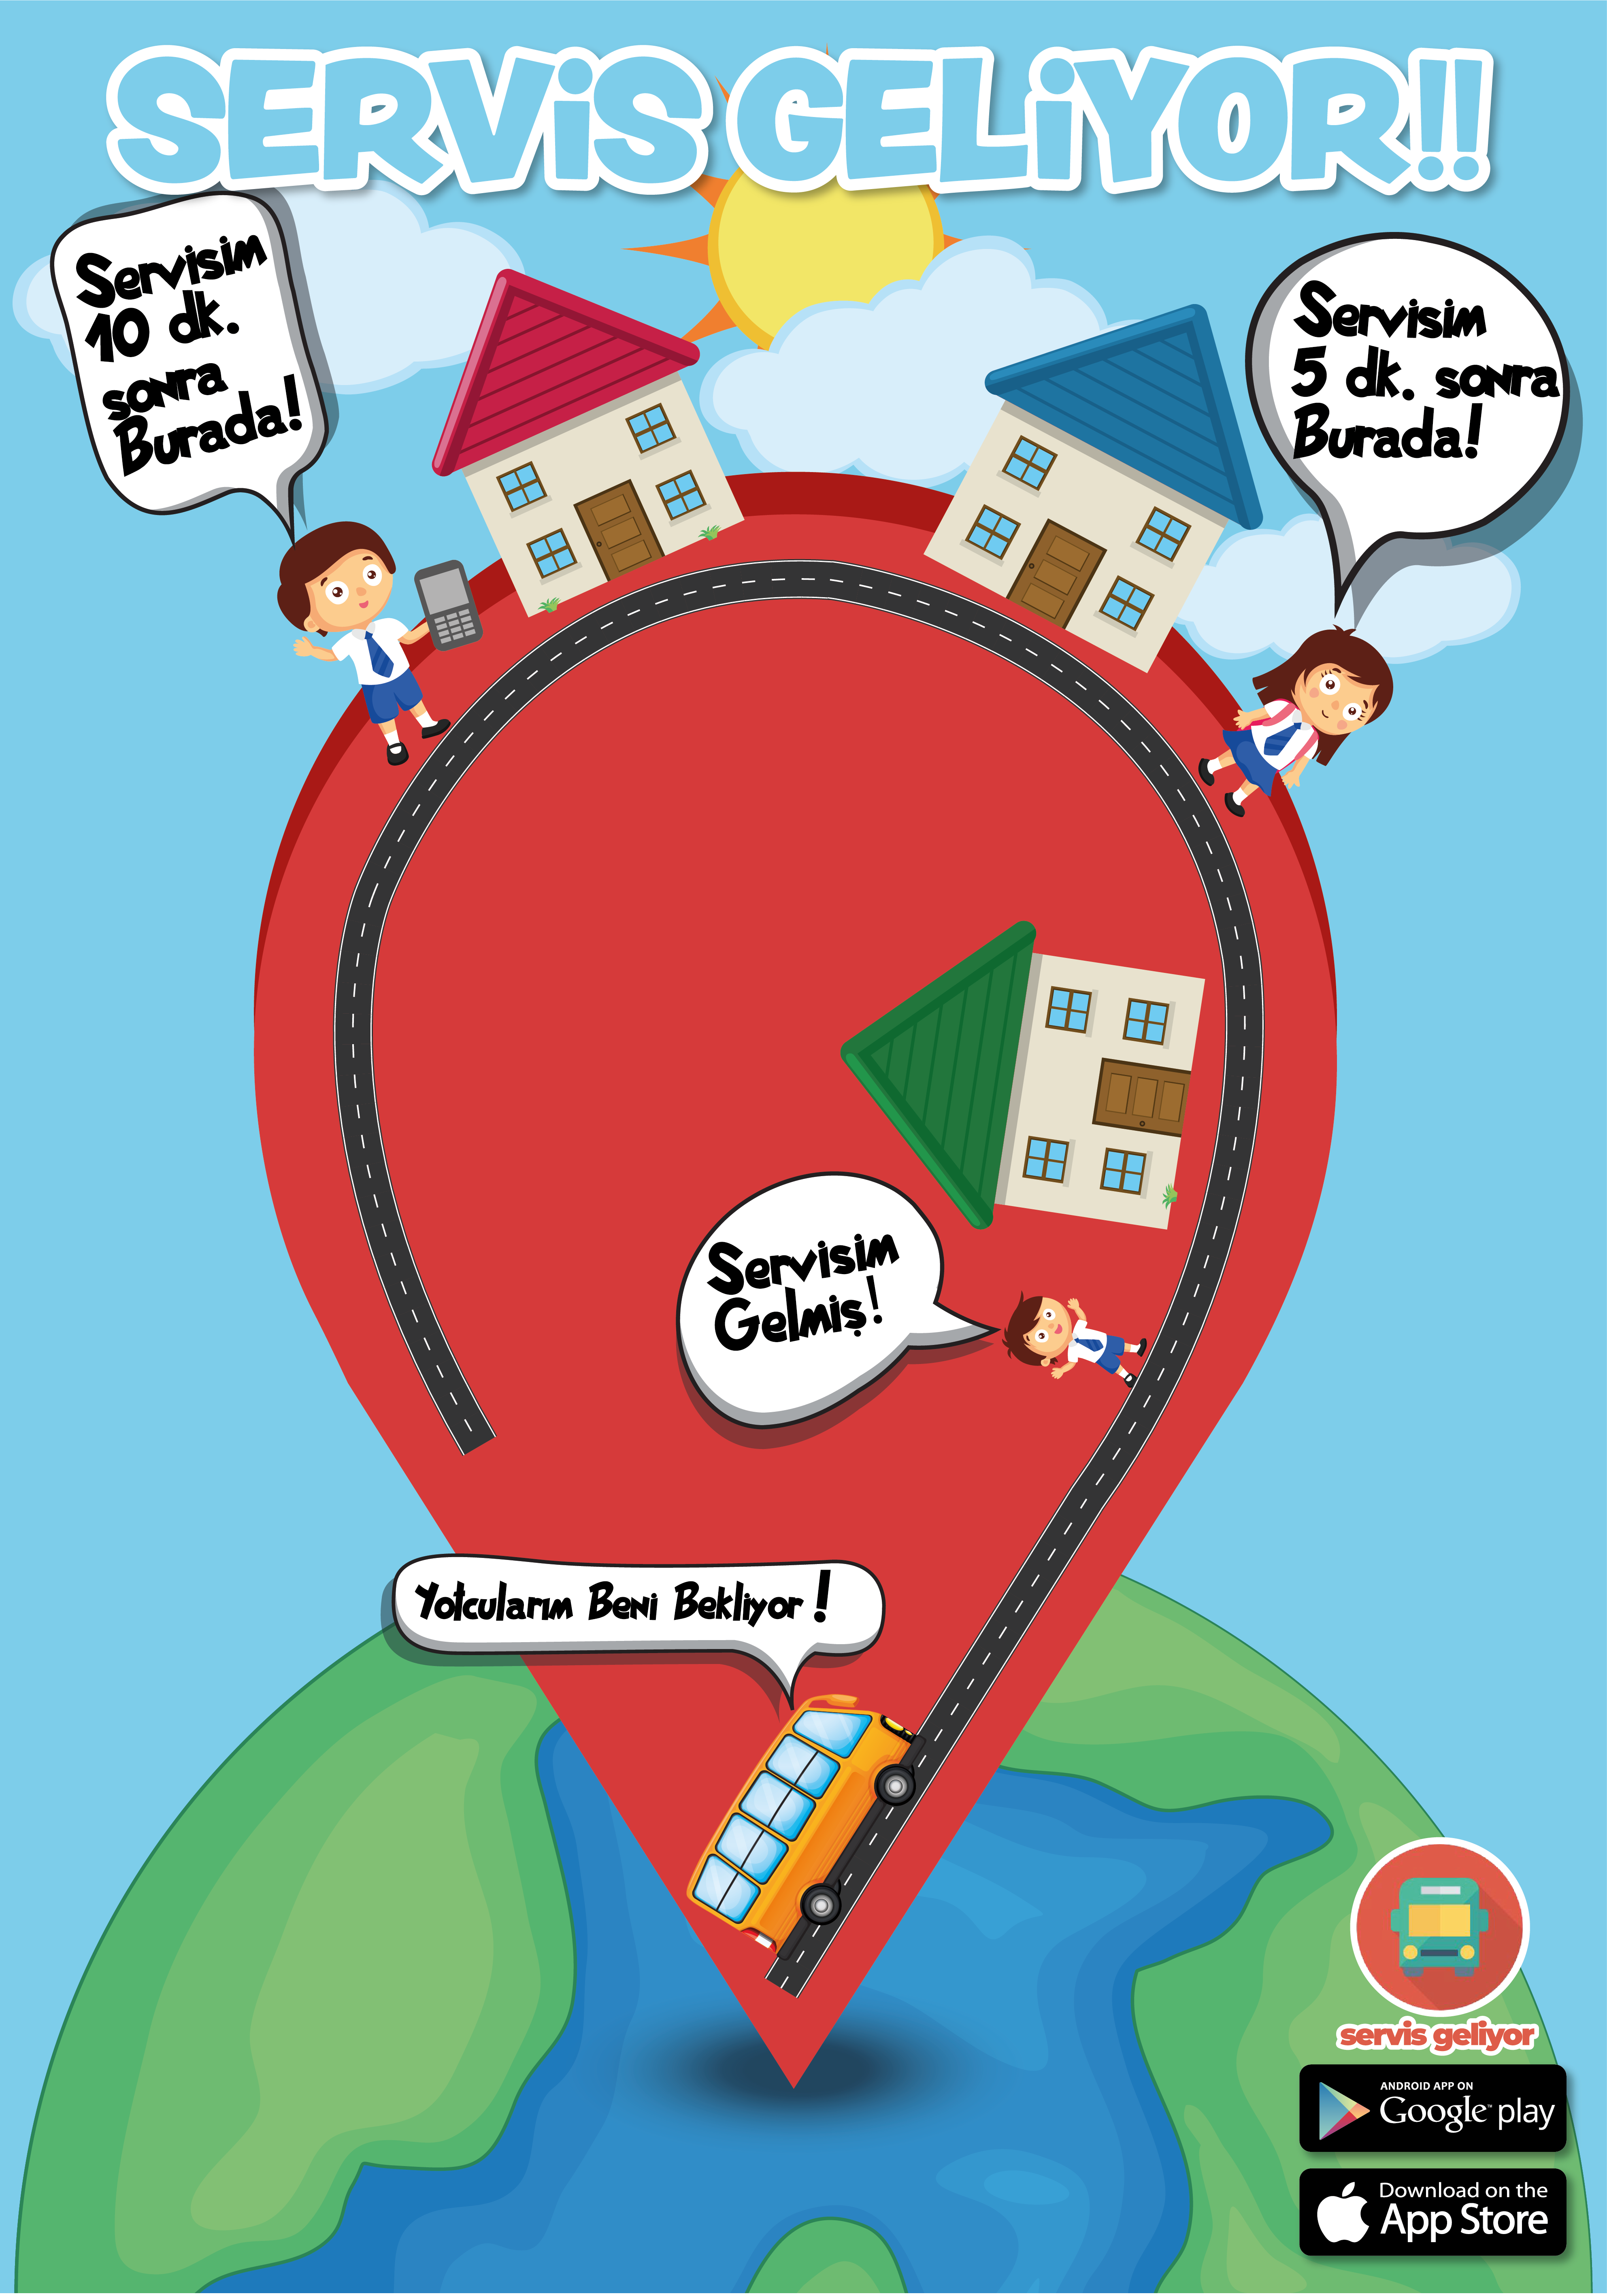 SERViS GELiYOR!!
Servisim
10 dk.
sonra
Burada!
Servisim
5 dk. sonra
Burada!
Servisim
Gelmiş!
Yolcularım Beni Bekliyor!
servis geliyor
ANDROID APP ON
Google play
Download on the
App Store